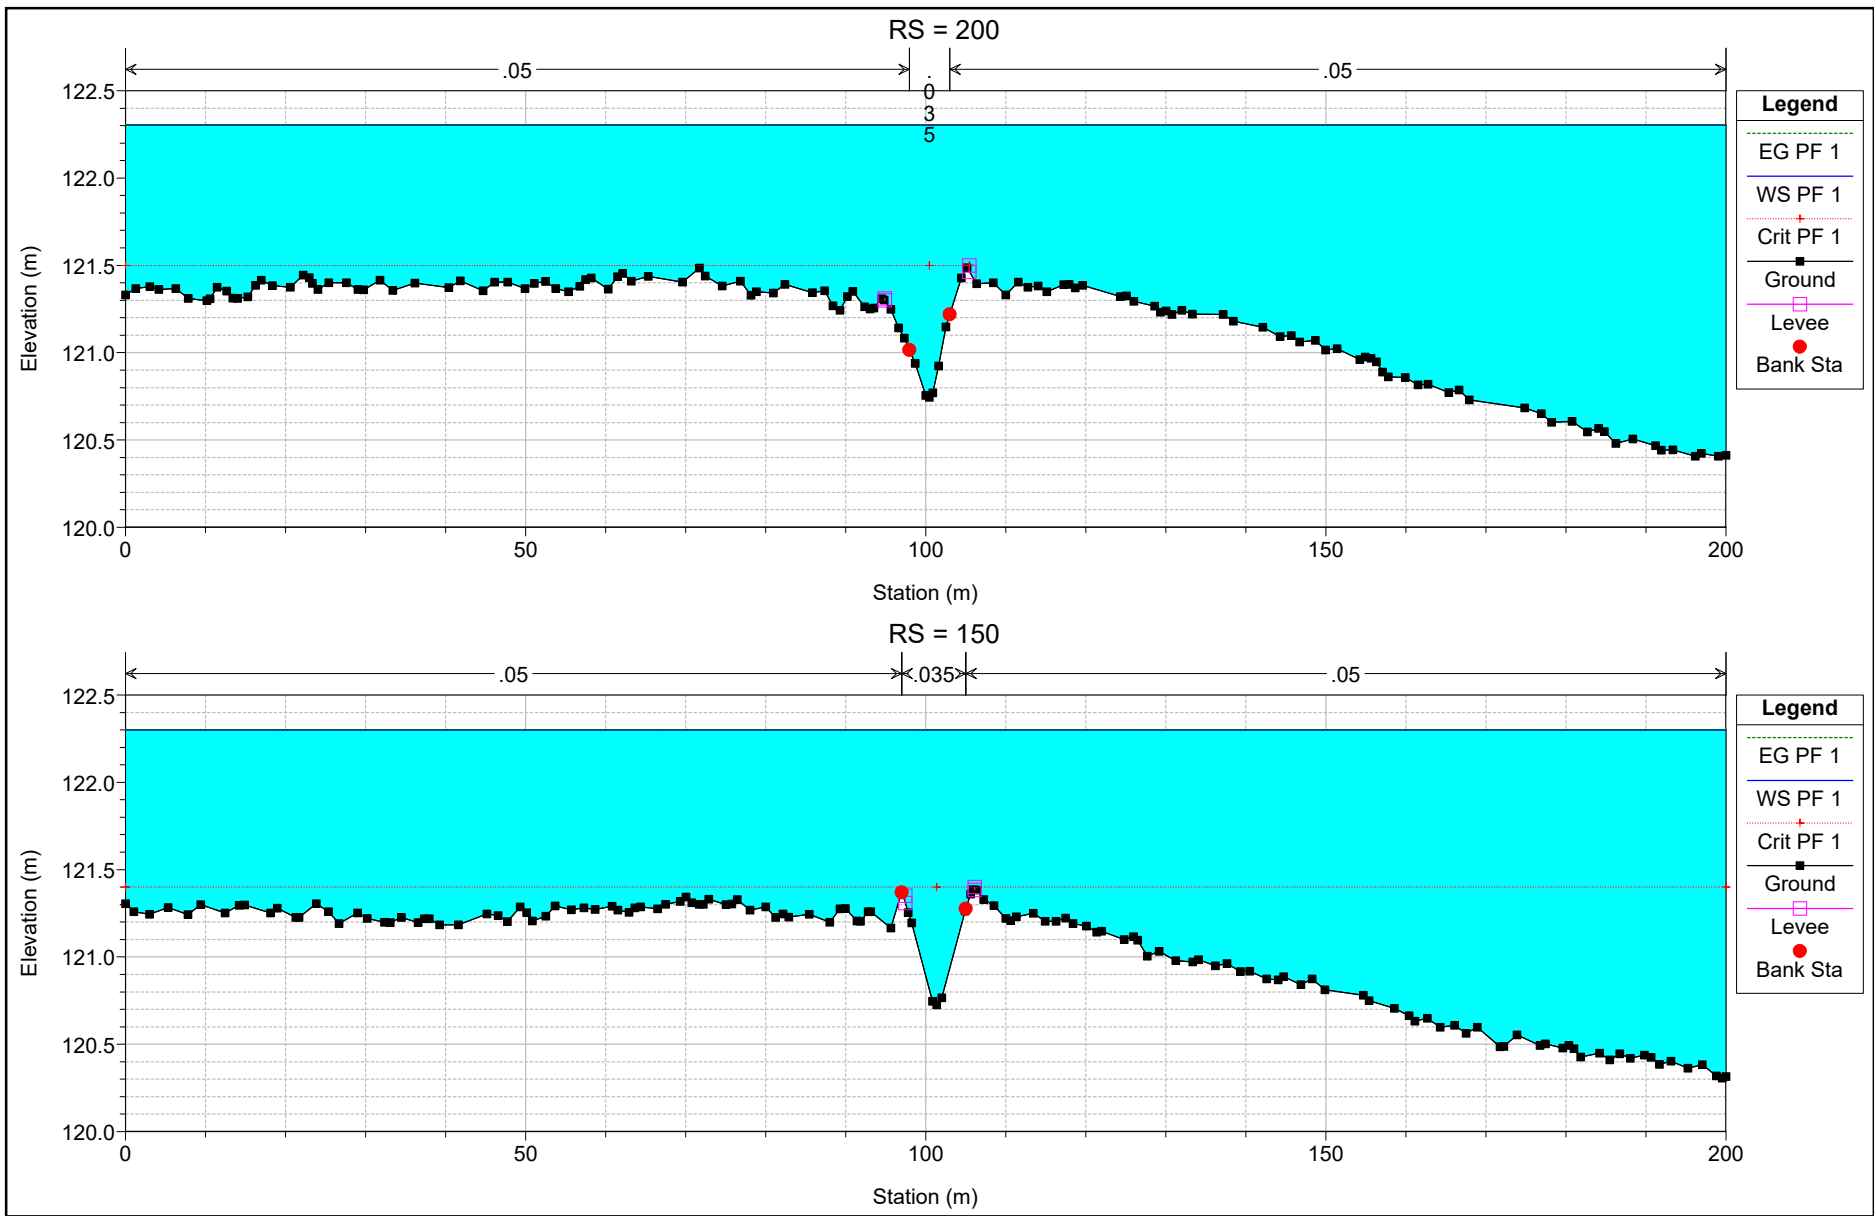 RS = 200
.05
.035
.05
122.5
122.0
121.5
121.0
120.5
120.0
Elevation (m)
0
50
100
150
200
Station (m)
Legend
EG PF 1
WS PF 1
Crit PF 1
Ground
Levee
Bank Sta
RS = 150
.05
.035
.05
122.5
122.0
121.5
121.0
120.5
120.0
Elevation (m)
0
50
100
150
200
Station (m)
Legend
EG PF 1
WS PF 1
Crit PF 1
Ground
Levee
Bank Sta